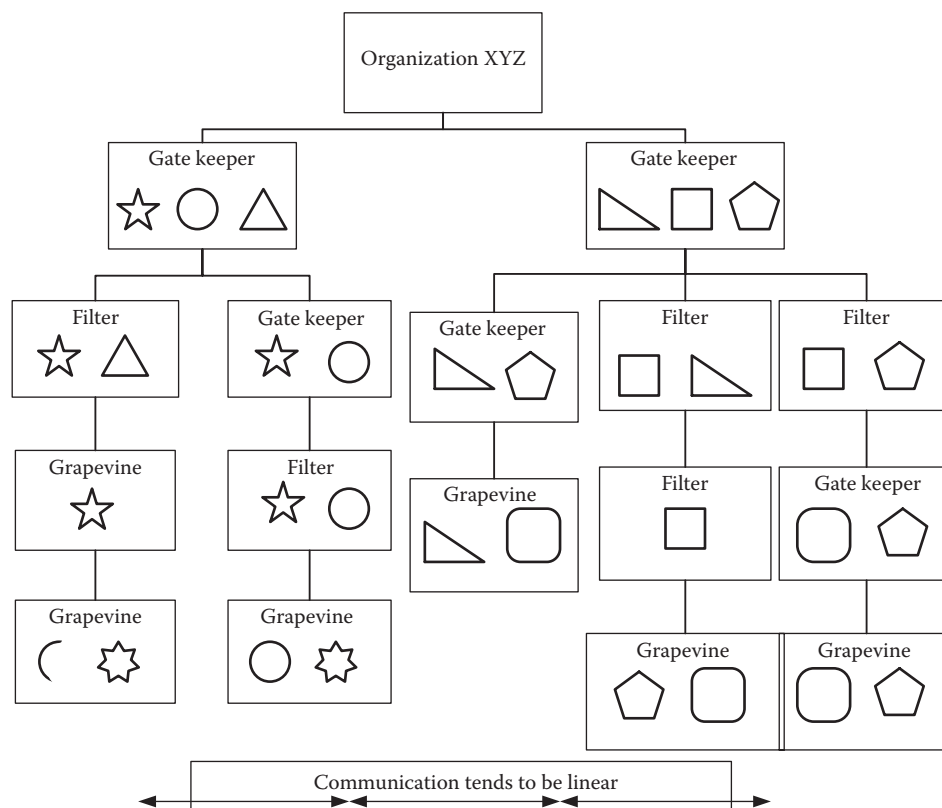 Organization XYZ
Gate keeper
Gate keeper
Filter
Gate keeper
Gate keeper
Filter
Filter
Grapevine
Filter
Grapevine
Filter
Gate keeper
Grapevine
Grapevine
Grapevine
Grapevine
Communication tends to be linear